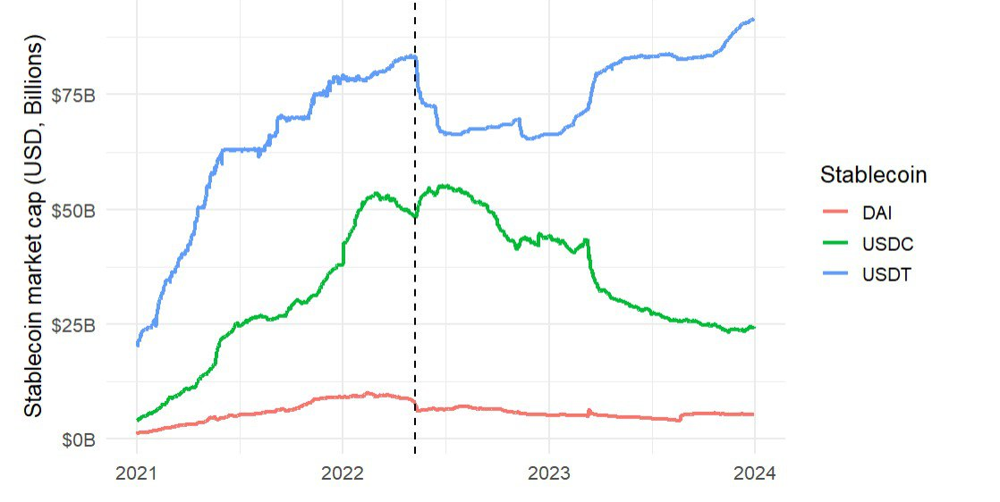 Stablecoin market cap (USD, Billions)
$75B
$50B
$25B
$0B
2021
2022
2023
2024
Stablecoin
DAI
USDC
USDT